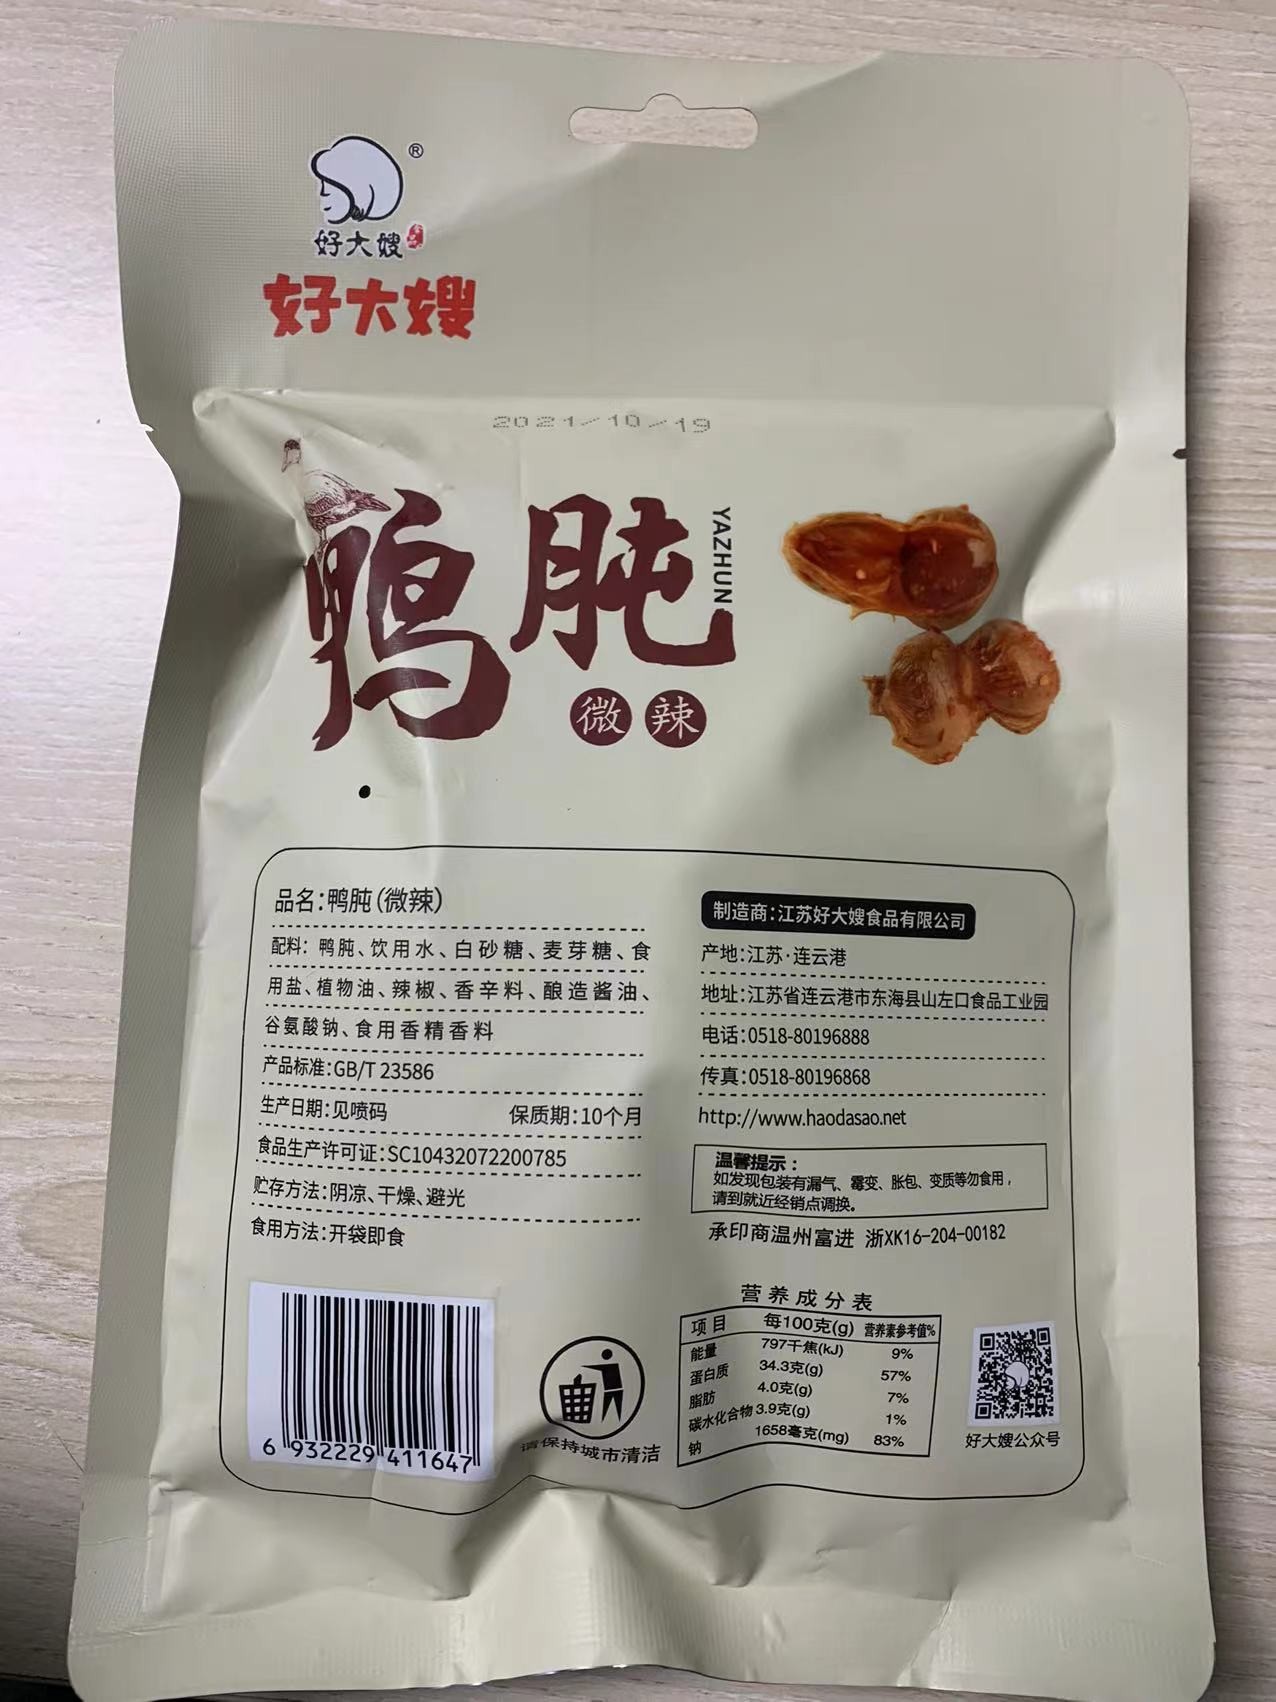 ®
好大嫂
好大嫂
2021/10/19
鸭肫
YAZHUN
微辣
品名:鸭肫(微辣)
配料: 鸭肫、饮用水、白砂糖、麦芽糖、食
用盐、植物油、辣椒、香辛料、酿造酱油、
谷氨酸钠、食用香精香料
产品标准:GB/T 23586
生产日期:见喷码 保质期:10个月
食品生产许可证:SC10432072200785
贮存方法:阴凉、干燥、避光
食用方法:开袋即食
制造商:江苏好大嫂食品有限公司
产地:江苏·连云港
地址:江苏省连云港市东海县山左口食品工业园
电话:0518-80196888
传真:0518-80196868
http://www.haodasao.net
温馨提示:
如发现包装有漏气、霉变、胀包、变质等勿食用,
请到就近经销点调换。
承印商温州富进 浙XK16-204-00182
营养成分表
项目 每100克(g) 营养素参考值%
能量 797千焦(kJ) 9%
蛋白质 34.3克(g) 57%
脂肪 4.0克(g) 7%
碳水化合物 3.9克(g) 1%
钠 1658毫克(mg) 83%
6 932229 411647
请保持城市清洁
好大嫂公众号